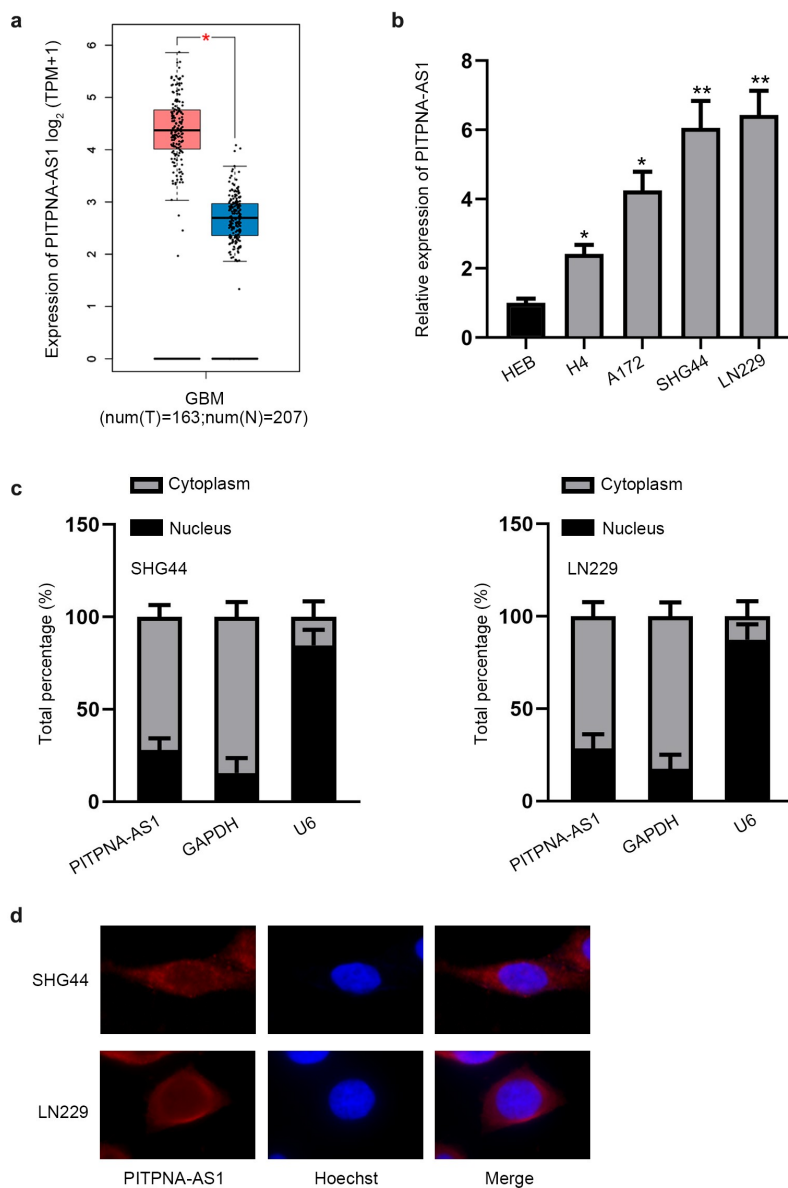 a
Expression of PITPNA-AS1 log2 (TPM+1)
6
5
4
3
2
1
0
*
GBM
(num(T)=163;num(N)=207)
b
Relative expression of PITPNA-AS1
8
6
4
2
0
*
*
**
**
HEB
H4
A172
SHG44
LN229
c
Cytoplasm
Nucleus
SHG44
Total percentage (%)
150
100
50
0
PITPNA-AS1
GAPDH
U6
Cytoplasm
Nucleus
LN229
Total percentage (%)
150
100
50
0
PITPNA-AS1
GAPDH
U6
d
SHG44
LN229
PITPNA-AS1
Hoechst
Merge